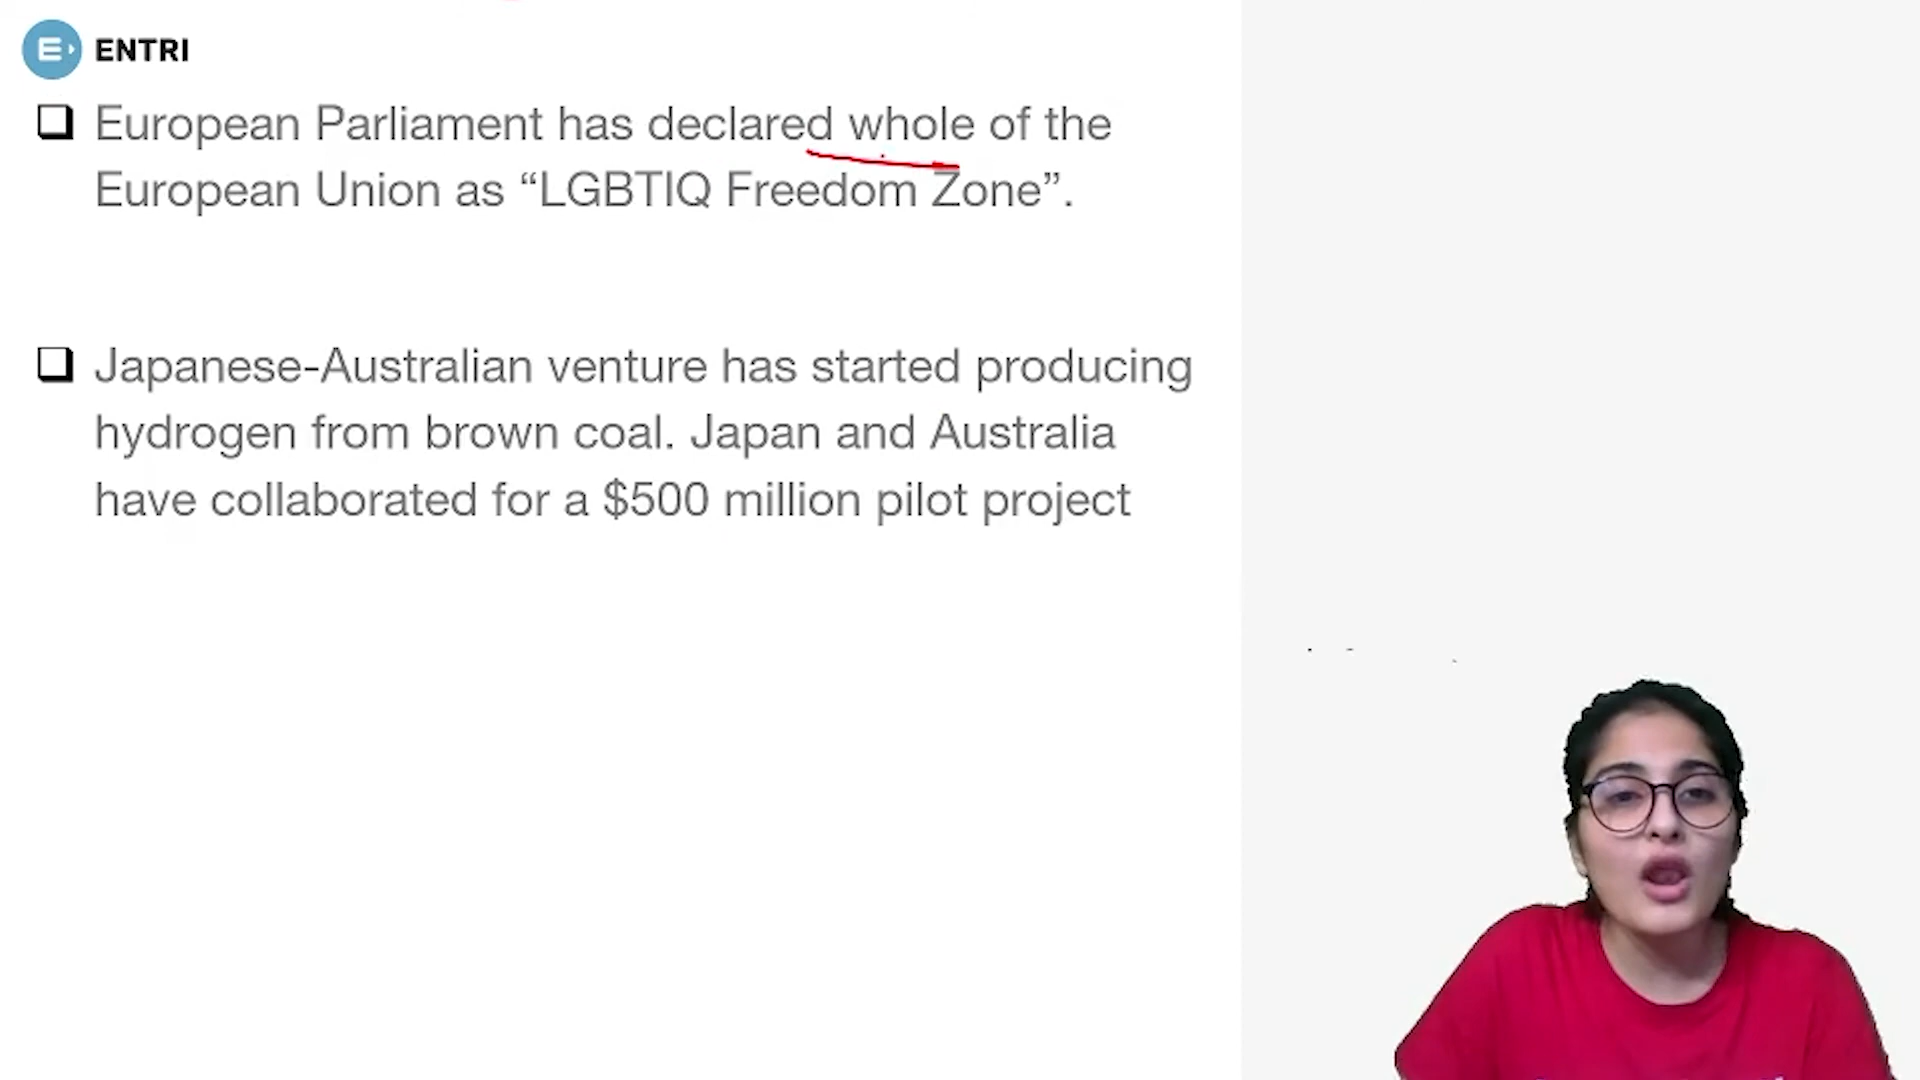 ENTRI
European Parliament has declared whole of the
European Union as “LGBTIQ Freedom Zone”.
Japanese-Australian venture has started producing
hydrogen from brown coal. Japan and Australia
have collaborated for a $500 million pilot project